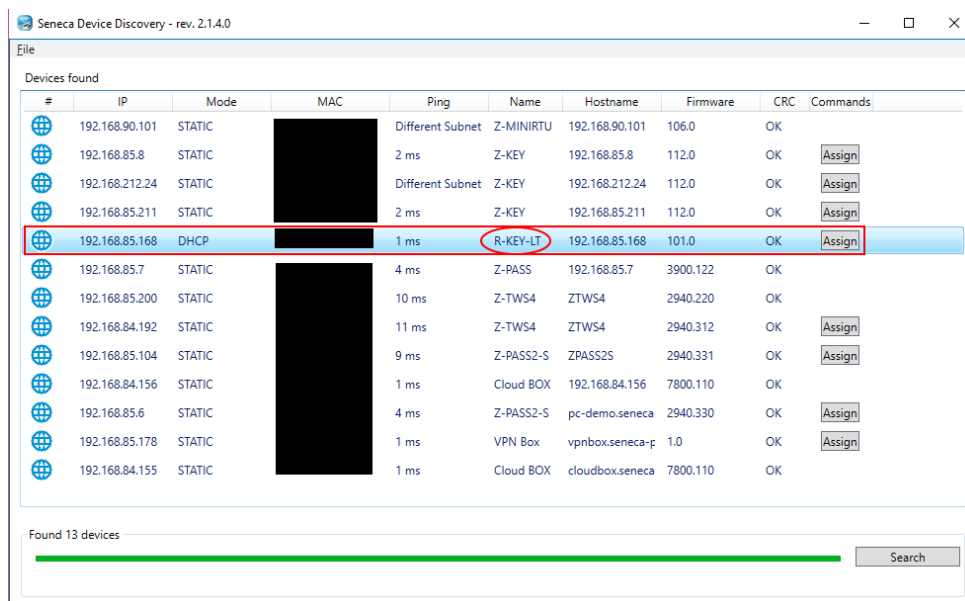 Seneca Device Discovery - rev. 2.1.4.0
File
Devices found
# IP Mode MAC Ping Name Hostname Firmware CRC Commands
192.168.90.101 STATIC Different Subnet Z-MINIRTU 192.168.90.101 106.0 OK
192.168.85.8 STATIC 2 ms Z-KEY 192.168.85.8 112.0 OK Assign
192.168.212.24 STATIC Different Subnet Z-KEY 192.168.212.24 112.0 OK Assign
192.168.85.211 STATIC 2 ms Z-KEY 192.168.85.211 112.0 OK Assign
192.168.85.168 DHCP 1 ms R-KEY-LT 192.168.85.168 101.0 OK Assign
192.168.85.7 STATIC 4 ms Z-PASS 192.168.85.7 3900.122 OK
192.168.85.200 STATIC 10 ms Z-TWS4 ZTWS4 2940.220 OK
192.168.84.192 STATIC 11 ms Z-TWS4 ZTWS4 2940.312 OK Assign
192.168.85.104 STATIC 9 ms Z-PASS2-S ZPASS2S 2940.331 OK Assign
192.168.84.156 STATIC 1 ms Cloud BOX 192.168.84.156 7800.110 OK
192.168.85.6 STATIC 4 ms Z-PASS2-S pc-demo.seneca 2940.330 OK Assign
192.168.85.178 STATIC 1 ms VPN Box vpnbox.seneca-p 1.0 OK Assign
192.168.84.155 STATIC 1 ms Cloud BOX cloudbox.seneca 7800.110 OK
Found 13 devices
Search